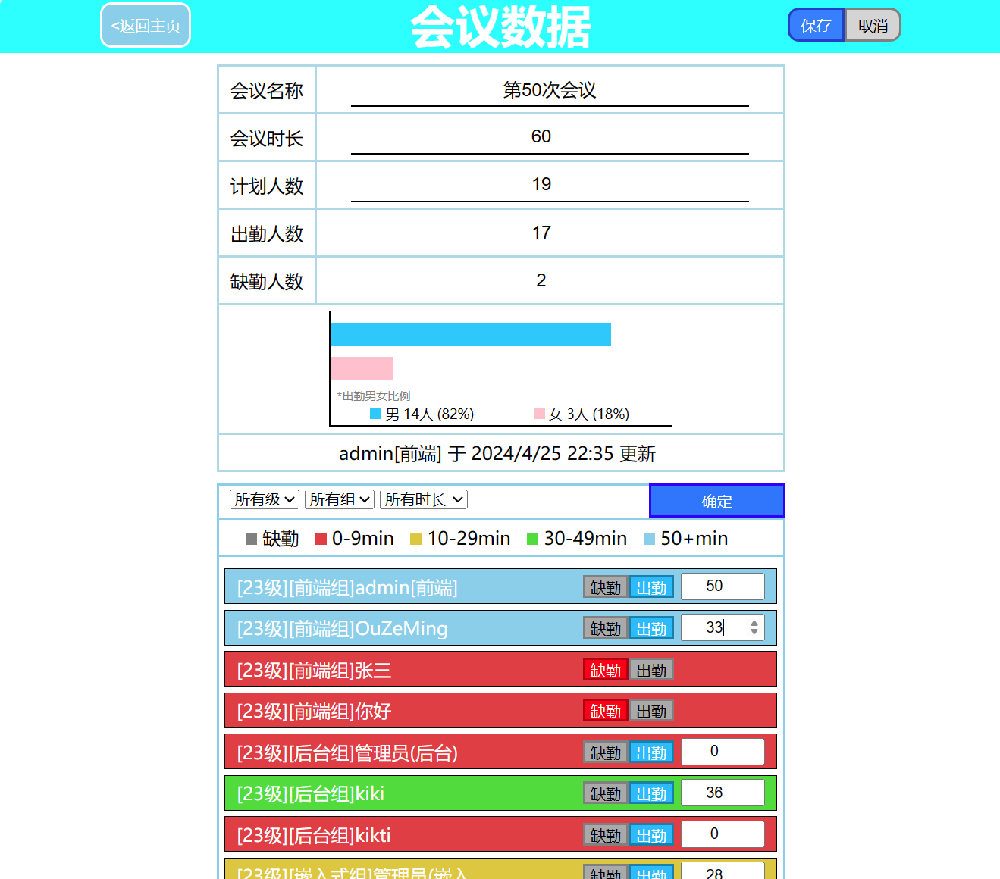 <返回主页 会议数据 保存 取消
会议名称 第50次会议
会议时长 60
计划人数 19
出勤人数 17
缺勤人数 2
*出勤男女比例
男 14人 (82%) 女 3人 (18%)
admin[前端] 于 2024/4/25 22:35 更新
所有级 所有组 所有时长 确定
缺勤 0-9min 10-29min 30-49min 50+min
[23级][前端组]admin[前端] 缺勤 出勤 50
[23级][前端组]OuZeMing 缺勤 出勤 33
[23级][前端组]张三 缺勤 出勤
[23级][前端组]你好 缺勤 出勤
[23级][后台组]管理员(后台) 缺勤 出勤 0
[23级][后台组]kiki 缺勤 出勤 36
[23级][后台组]kikti 缺勤 出勤 0
[23级][嵌入式组]管理员(嵌入 缺勤 出勤 28